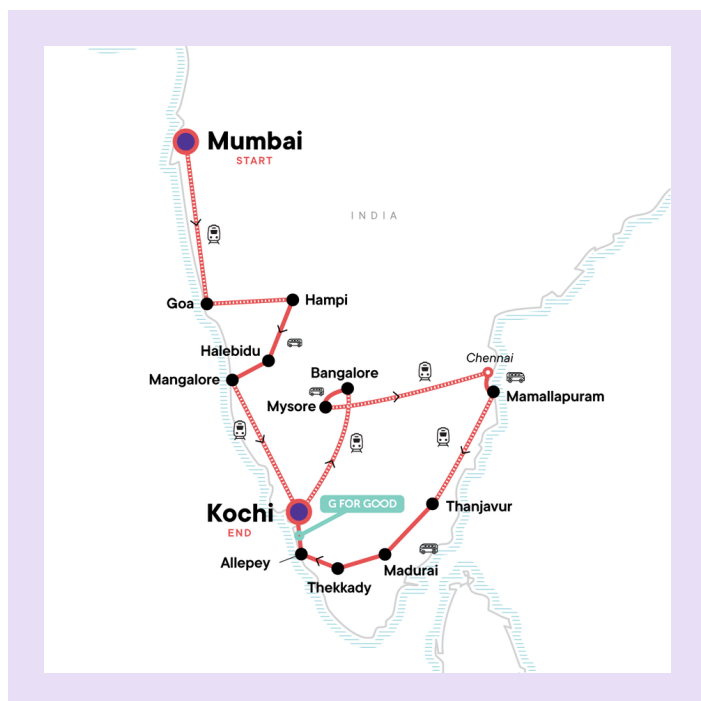 Mumbai
START
INDIA
Goa
Hampi
Halebidu
Mangalore
Bangalore
Chennai
Mysore
Mamallapuram
Kochi
END
G FOR GOOD
Thanjavur
Allepey
Madurai
Thekkady